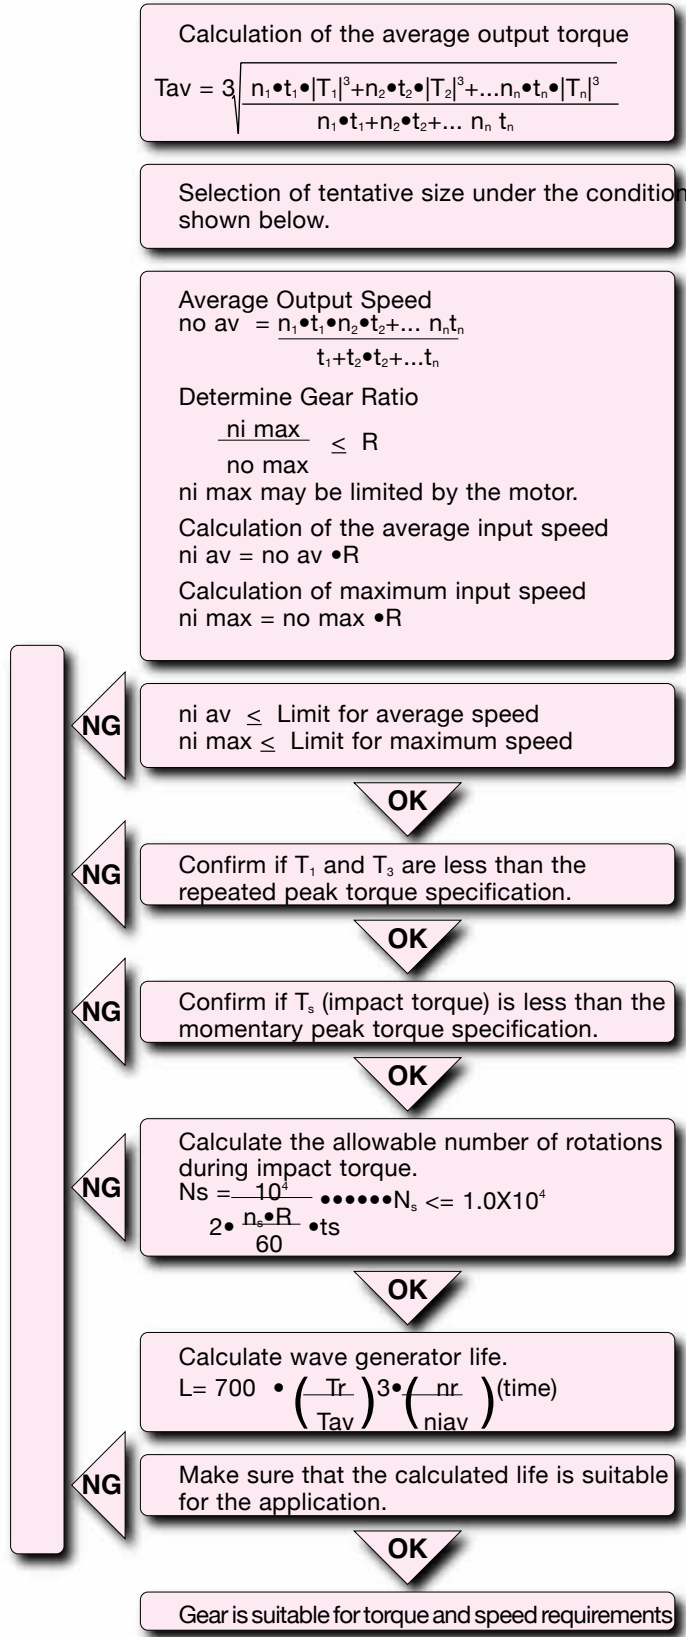 Calculation of the average output torque
Tav = 3√ n₁•t₁•|T₁|³+n₂•t₂•|T₂|³+...nₙ•tₙ•|Tₙ|³
n₁•t₁+n₂•t₂+... nₙ tₙ
Selection of tentative size under the condition
shown below.
Average Output Speed
no av = n₁•t₁•n₂•t₂+... nₙtₙ
t₁+t₂•t₂+...tₙ
Determine Gear Ratio
ni max
≤ R
no max
ni max may be limited by the motor.
Calculation of the average input speed
ni av = no av •R
Calculation of maximum input speed
ni max = no max •R
NG
ni av ≤ Limit for average speed
ni max ≤ Limit for maximum speed
OK
NG
Confirm if T₁ and T₃ are less than the
repeated peak torque specification.
OK
NG
Confirm if Tₛ (impact torque) is less than the
momentary peak torque specification.
OK
NG
Calculate the allowable number of rotations
during impact torque.
Ns = 10⁴ ••••••Nₛ <= 1.0X10⁴
2• nₛ•R •ts
60
OK
Calculate wave generator life.
L= 700 • ( Tr )3•( nr )(time)
Tav niav
NG
Make sure that the calculated life is suitable
for the application.
OK
Gear is suitable for torque and speed requirements